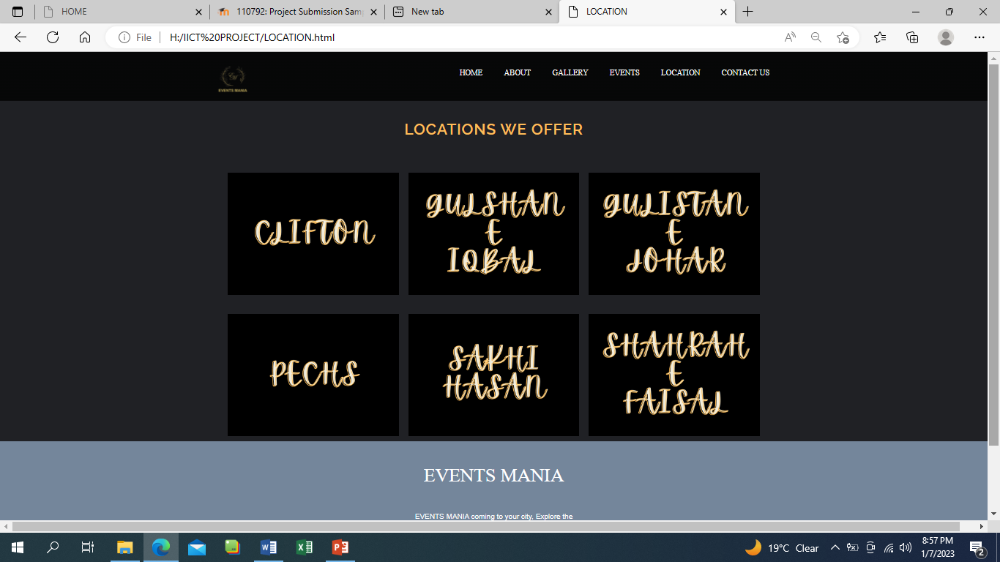 HOME
110792: Project Submission Sam
New tab
LOCATION
File
H:/IICT%20PROJECT/LOCATION.html
EVENTS MANIA
HOME ABOUT GALLERY EVENTS LOCATION CONTACT US
LOCATIONS WE OFFER
CLIFTON
GULSHAN
E
IQBAL
GULISTAN
E
JOHAR
PECHS
SAKHI
HASAN
SHAHRAH
E
FAISAL
EVENTS MANIA
EVENTS MANIA coming to your city, Explore the
19°C Clear
8:57 PM
1/7/2023
2